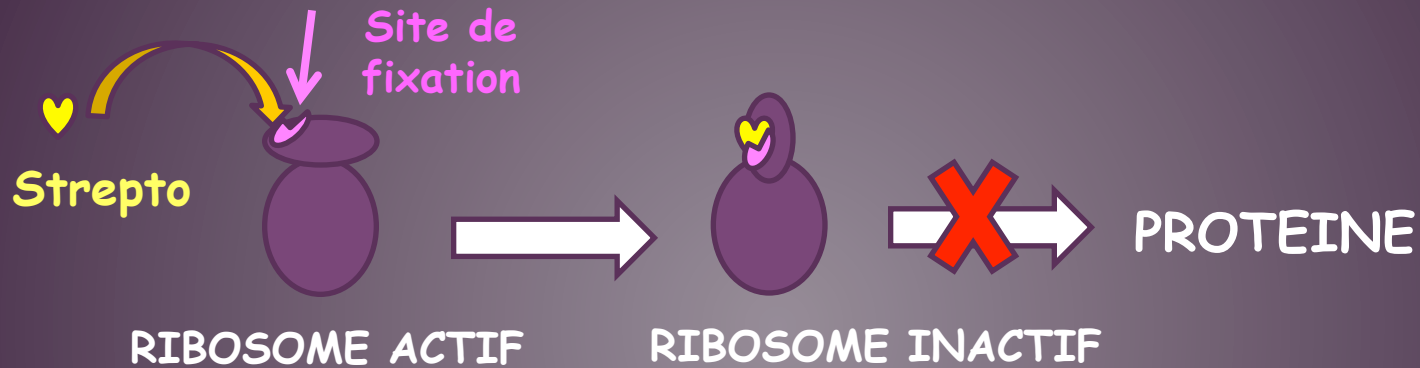 Site de
fixation
Strepto
PROTEINE
RIBOSOME ACTIF
RIBOSOME INACTIF